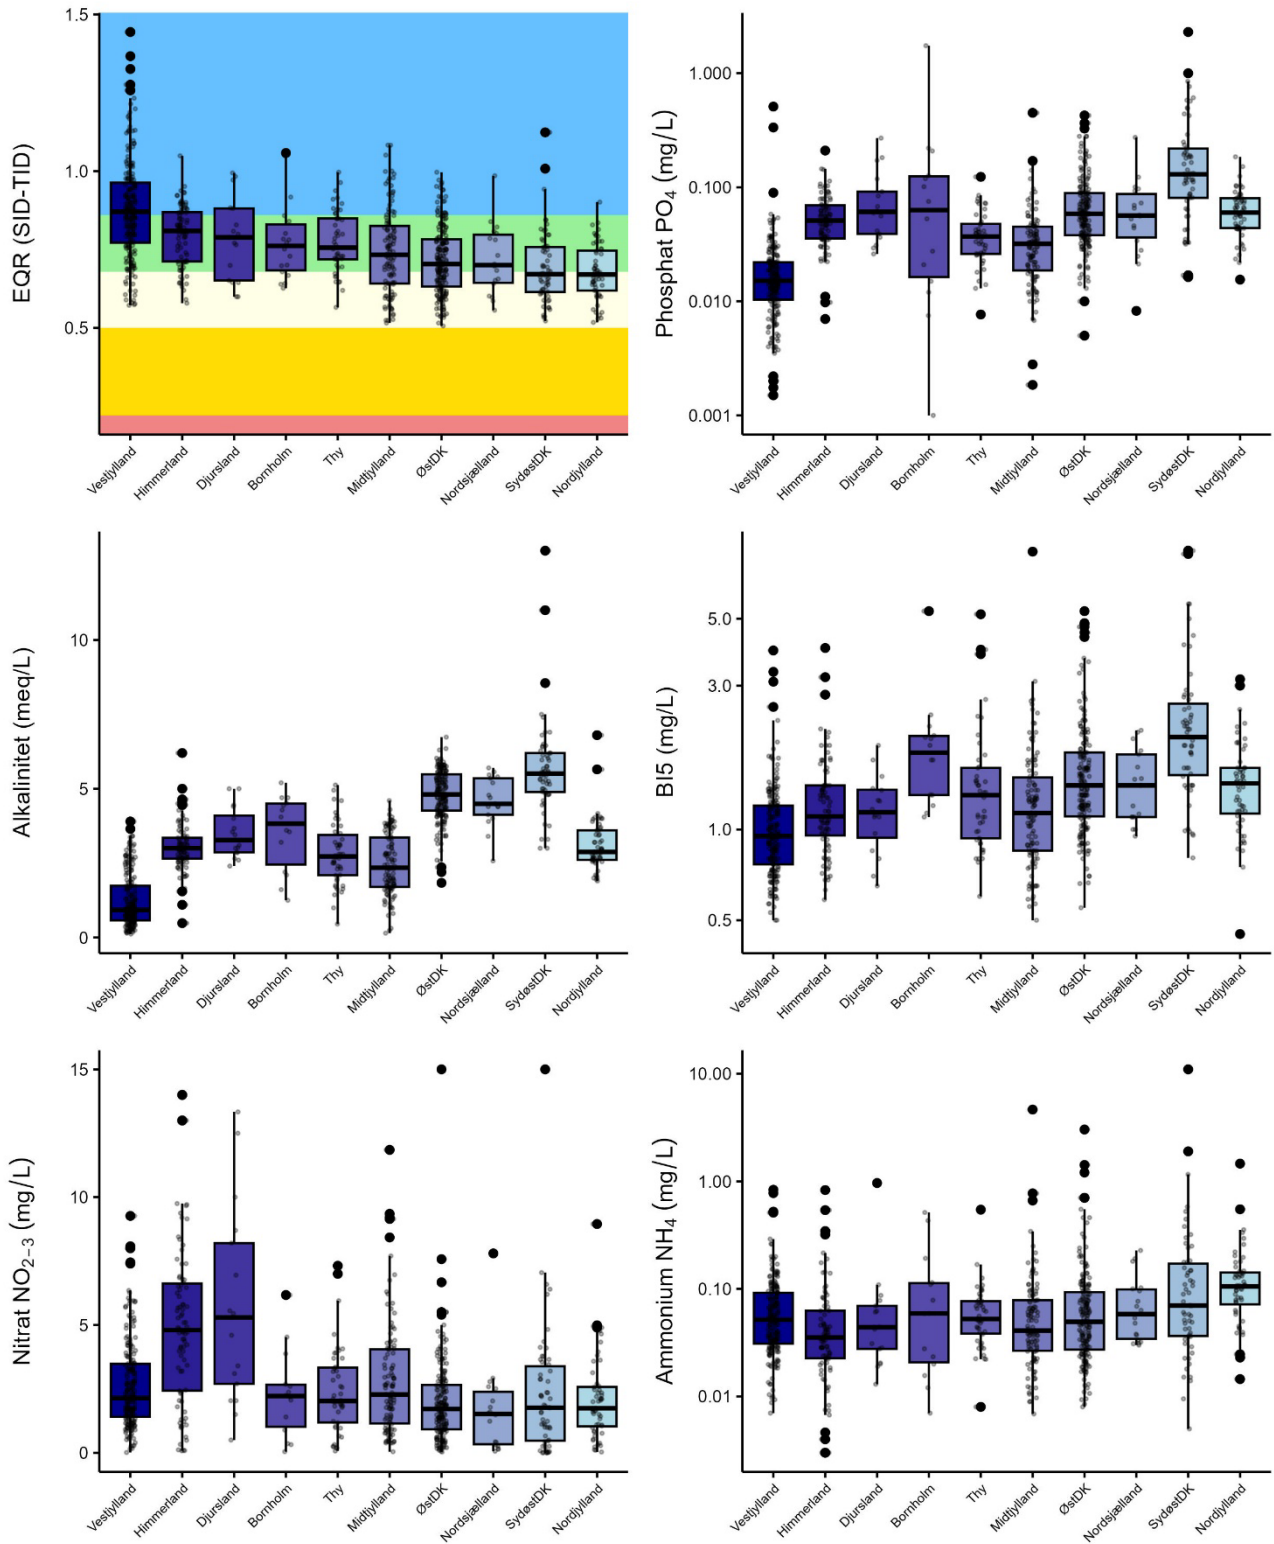 EQR (SID-TID)
1.5
1.0
0.5
Vestjylland
Himmerland
Djursland
Bornholm
Thy
Midtjylland
ØstDK
Nordsjælland
SydøstDK
Nordjylland
Phosphat PO₄ (mg/L)
1.000
0.100
0.010
0.001
Vestjylland
Himmerland
Djursland
Bornholm
Thy
Midtjylland
ØstDK
Nordsjælland
SydøstDK
Nordjylland
Alkalinitet (meq/L)
10
5
0
Vestjylland
Himmerland
Djursland
Bornholm
Thy
Midtjylland
ØstDK
Nordsjælland
SydøstDK
Nordjylland
BI5 (mg/L)
5.0
3.0
1.0
0.5
Vestjylland
Himmerland
Djursland
Bornholm
Thy
Midtjylland
ØstDK
Nordsjælland
SydøstDK
Nordjylland
Nitrat NO₂₋₃ (mg/L)
15
10
5
0
Vestjylland
Himmerland
Djursland
Bornholm
Thy
Midtjylland
ØstDK
Nordsjælland
SydøstDK
Nordjylland
Ammonium NH₄ (mg/L)
10.00
1.00
0.10
0.01
Vestjylland
Himmerland
Djursland
Bornholm
Thy
Midtjylland
ØstDK
Nordsjælland
SydøstDK
Nordjylland